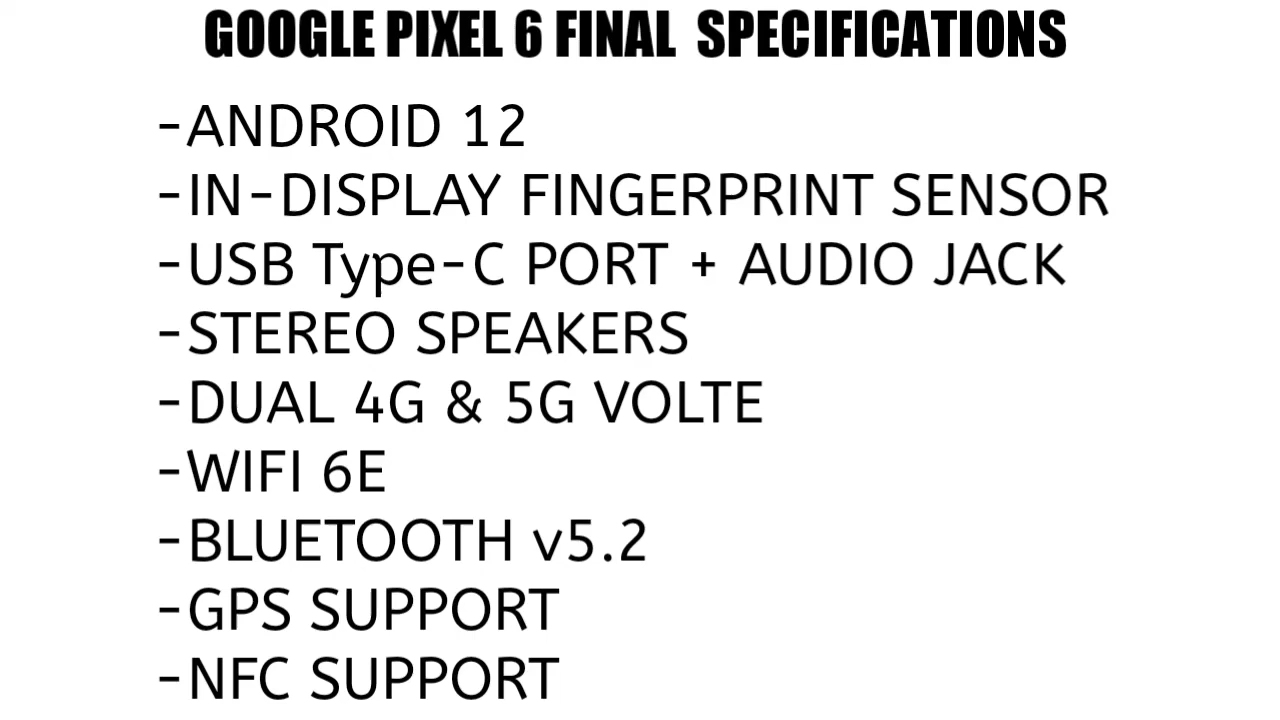 GOOGLE PIXEL 6 FINAL SPECIFICATIONS
-ANDROID 12
-IN-DISPLAY FINGERPRINT SENSOR
-USB Type-C PORT + AUDIO JACK
-STEREO SPEAKERS
-DUAL 4G & 5G VOLTE
-WIFI 6E
-BLUETOOTH v5.2
-GPS SUPPORT
-NFC SUPPORT